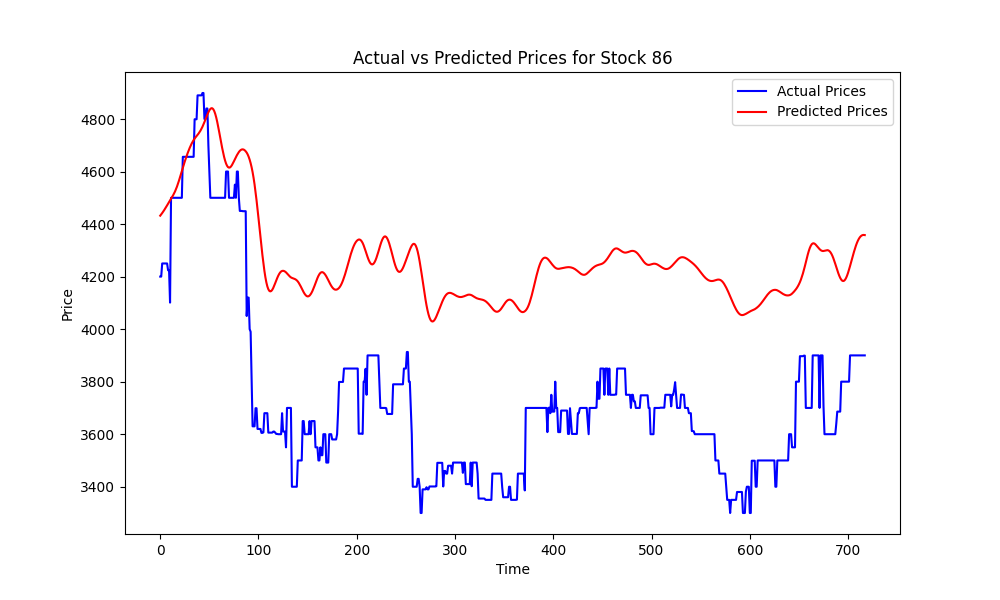 Actual vs Predicted Prices for Stock 86
Actual Prices
Predicted Prices
4800
4600
4400
4200
4000
3800
3600
3400
Price
0 100 200 300 400 500 600 700
Time